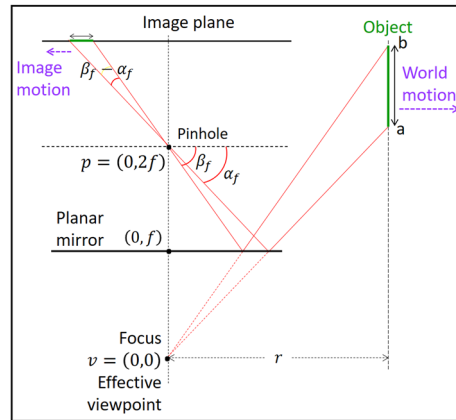 Image plane
Object
b
Image
motion
β_f − α_f
World
motion
a
Pinhole
p = (0,2f)
β_f
α_f
Planar
mirror
(0, f)
Focus
v = (0,0)
Effective
viewpoint
r